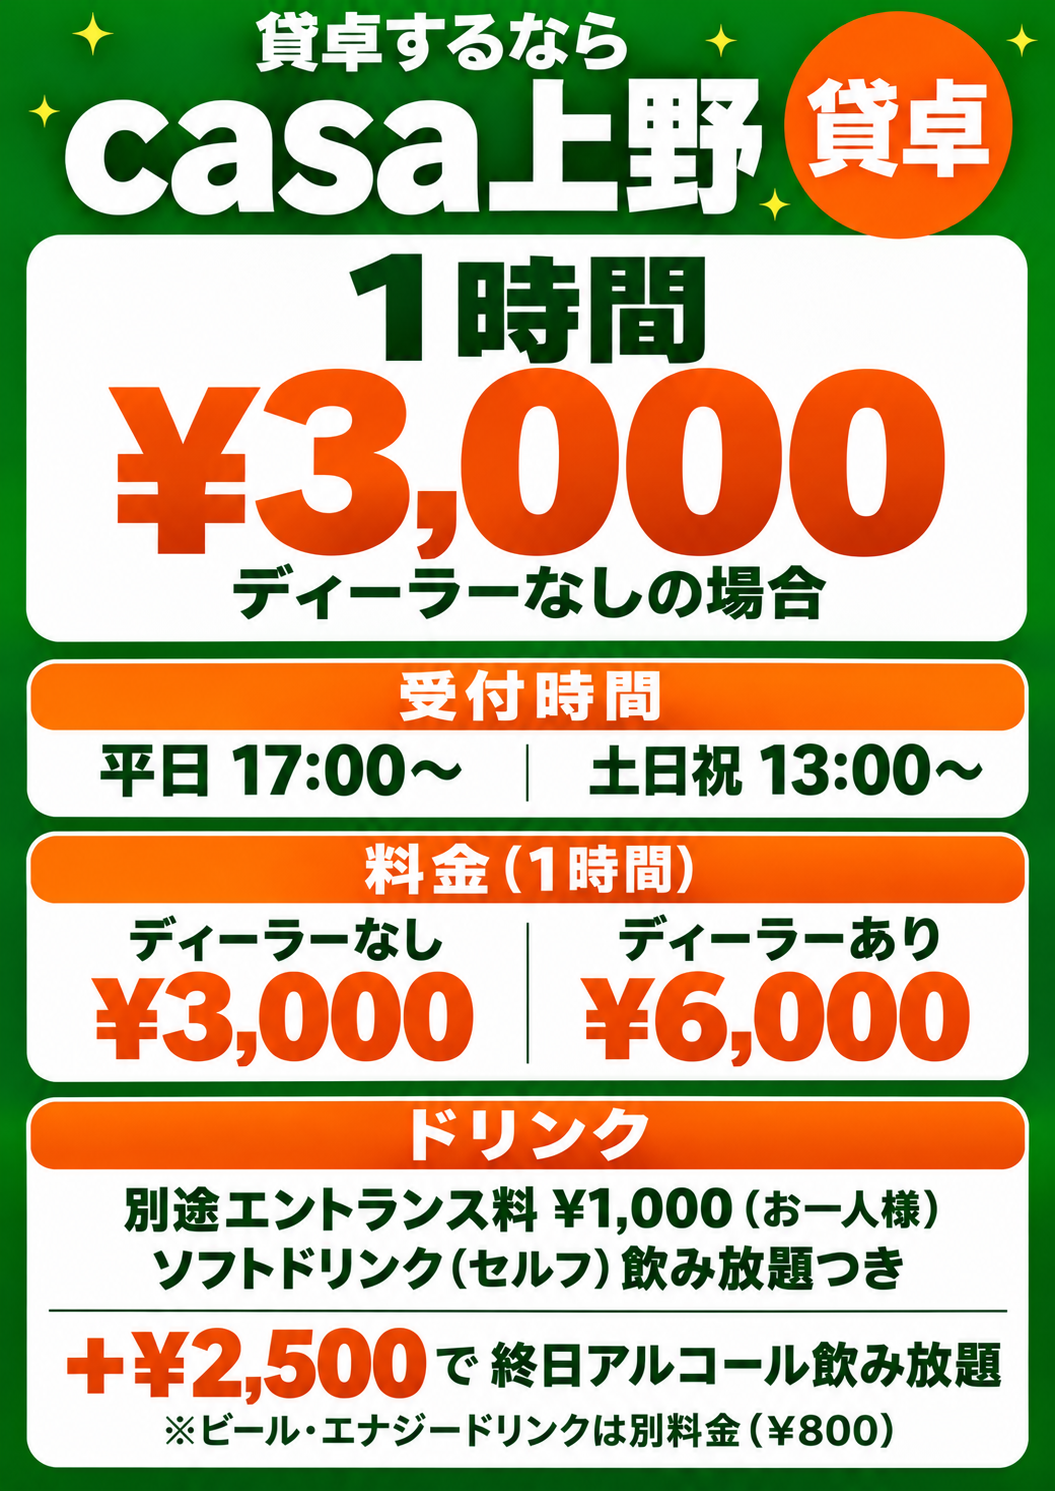 貸卓するなら
casa上野
貸卓
1時間
¥3,000
ディーラーなしの場合
受付時間
平日 17:00〜
土日祝 13:00〜
料金(1時間)
ディーラーなし
¥3,000
ディーラーあり
¥6,000
ドリンク
別途エントランス料 ¥1,000(お一人様)
ソフトドリンク(セルフ)飲み放題つき
+¥2,500で 終日アルコール飲み放題
※ビール・エナジードリンクは別料金(¥800)